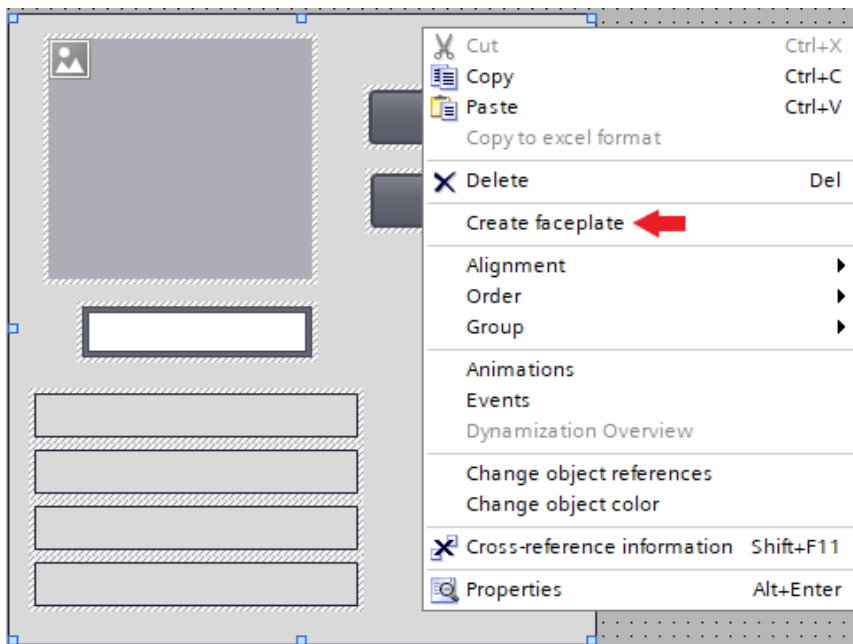 Cut Ctrl+X
Copy Ctrl+C
Paste Ctrl+V
Copy to excel format
Delete Del
Create faceplate
Alignment
Order
Group
Animations
Events
Dynamization Overview
Change object references
Change object color
Cross-reference information Shift+F11
Properties Alt+Enter